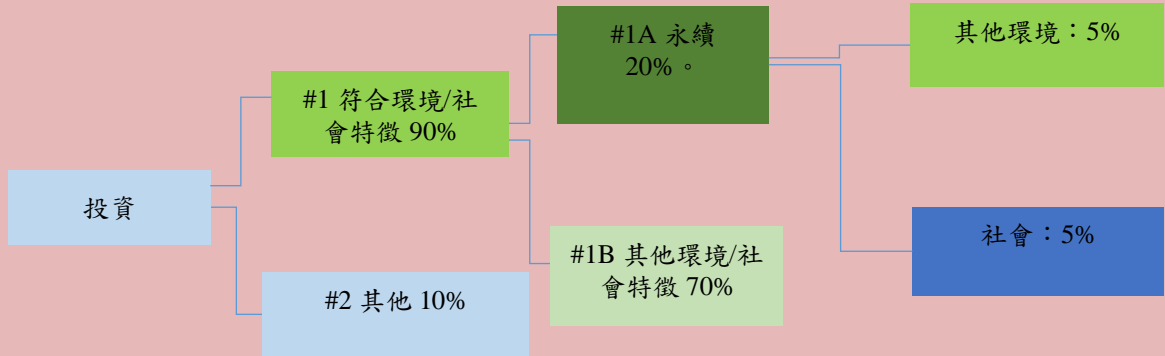 投資
#1 符合環境/社
會特徵 90%
#2 其他 10%
#1A 永續
20%。
#1B 其他環境/社
會特徵 70%
其他環境：5%
社會：5%